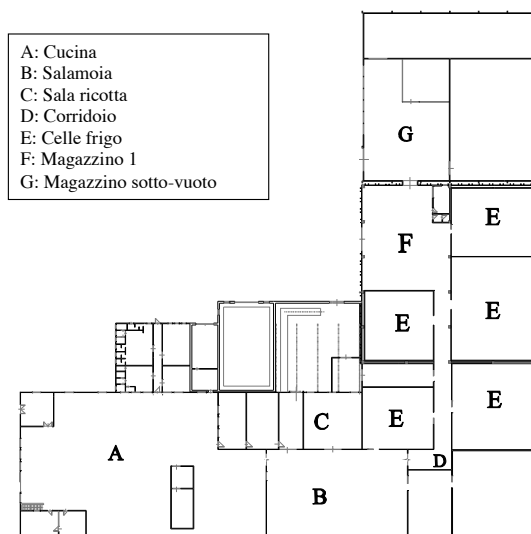 A: Cucina
B: Salamoia
C: Sala ricotta
D: Corridoio
E: Celle frigo
F: Magazzino 1
G: Magazzino sotto-vuoto
G
E
F
E
E
E
C
E
A
D
B